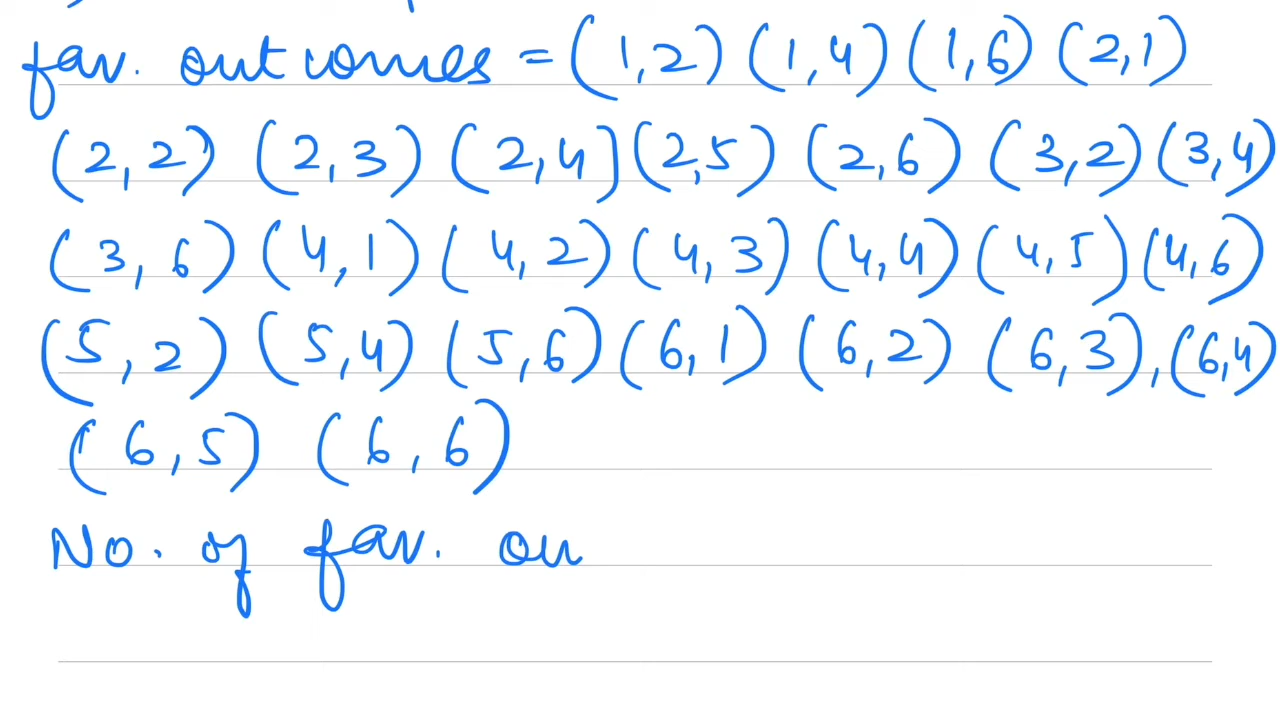 fav. outcomes = (1,2) (1,4) (1,6) (2,1)
(2,2) (2,3) (2,4] (2,5) (2,6) (3,2) (3,4)
(3,6) (4,1) (4,2) (4,3) (4,4) (4,5) (4,6)
(5,2) (5,4) (5,6) (6,1) (6,2) (6,3), (6,4)
(6,5) (6,6)
No. of fav. ou